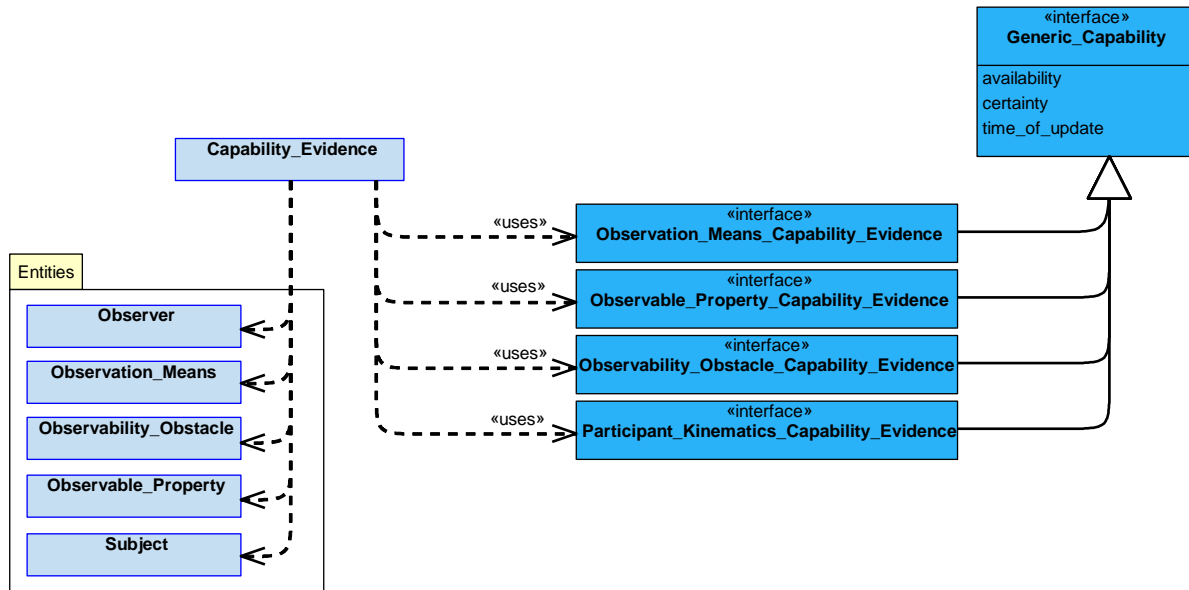 «interface»
Generic_Capability
availability
certainty
time_of_update
Capability_Evidence
«uses»
«interface»
Observation_Means_Capability_Evidence
«uses»
«interface»
Observable_Property_Capability_Evidence
«uses»
«interface»
Observability_Obstacle_Capability_Evidence
«uses»
«interface»
Participant_Kinematics_Capability_Evidence
Entities
Observer
Observation_Means
Observability_Obstacle
Observable_Property
Subject